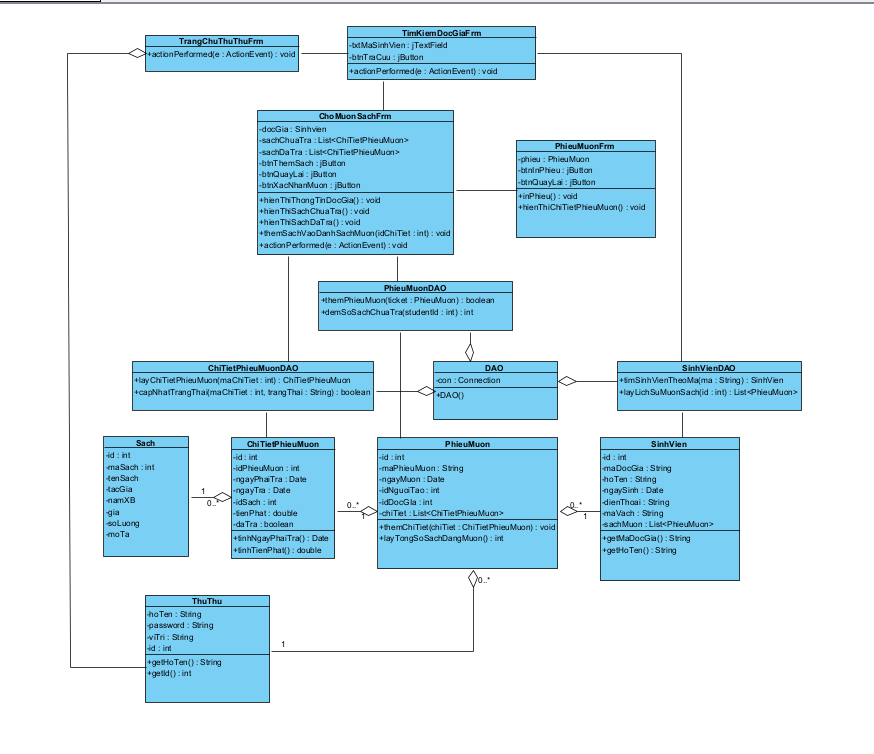 TrangChuThuThuFrm
+actionPerformed(e : ActionEvent) : void
TimKiemDocGiaFrm
-txtMaSinhVien : jTextField
-btnTraCuu : jButton
+actionPerformed(e : ActionEvent) : void
ChoMuonSachFrm
-docGia : Sinhvien
-sachChuaTra : List<ChiTietPhieuMuon>
-sachDaTra : List<ChiTietPhieuMuon>
-btnThemSach : jButton
-btnQuayLai : jButton
-btnXacNhanMuon : jButton
+hienThiThongTinDocGia() : void
+hienThiSachChuaTra() : void
+hienThiSachDaTra() : void
+themSachVaoDanhSachMuon(idChiTiet : int) : void
+actionPerformed(e : ActionEvent) : void
PhieuMuonFrm
-phieu : PhieuMuon
-btnInPhieu : jButton
-btnQuayLai : jButton
+inPhieu() : void
+hienThiChiTietPhieuMuon() : void
PhieuMuonDAO
+themPhieuMuon(ticket : PhieuMuon) : boolean
+demSoSachChuaTra(studentId : int) : int
ChiTietPhieuMuonDAO
+layChiTietPhieuMuon(maChiTiet : int) : ChiTietPhieuMuon
+capNhatTrangThai(maChiTiet : int, trangThai : String) : boolean
DAO
-con : Connection
+DAO()
SinhVienDAO
+timSinhVienTheoMa(ma : String) : SinhVien
+layLichSuMuonSach(id : int) : List<PhieuMuon>
Sach
-id : int
-maSach : int
-tenSach
-tacGia
-namXB
-gia
-soLuong
-moTa
1
0..*
ChiTietPhieuMuon
-id : int
-idPhieuMuon : int
-ngayPhaiTra : Date
-ngayTra : Date
-idSach : int
-tienPhat : double
-daTra : boolean
+tinhNgayPhaiTra() : Date
+tinhTienPhat() : double
0..*
1
PhieuMuon
-id : int
-maPhieuMuon : String
-ngayMuon : Date
-idNguoiTao : int
-idDocGIa : int
-chiTiet : List<ChiTietPhieuMuon>
+themChiTiet(chiTiet : ChiTietPhieuMuon) : void
+layTongSoSachDangMuon() : int
0..*
1
SinhVien
-id : int
-maDocGia : String
-hoTen : String
-ngaySinh : Date
-dienThoai : String
-maVach : String
-sachMuon : List<PhieuMuon>
+getMaDocGia() : String
+getHoTen() : String
0..*
1
ThuThu
-hoTen : String
-password : String
-viTri : String
-id : int
+getHoTen() : String
+getId() : int